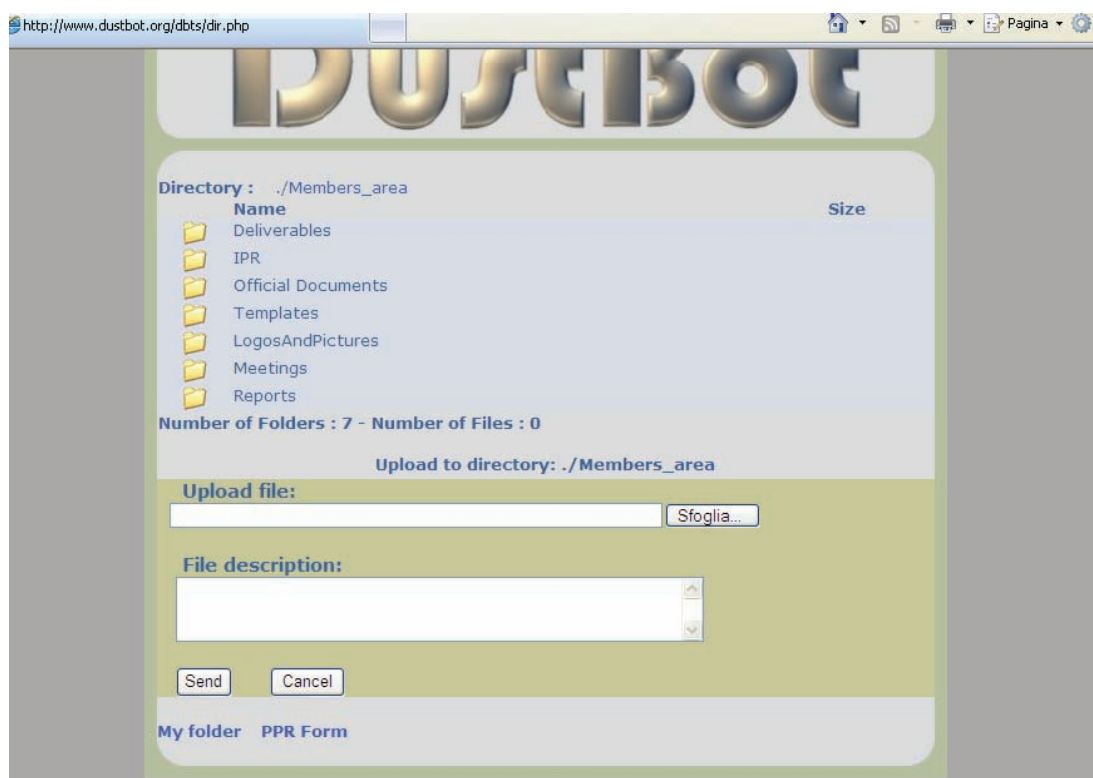 http://www.dustbot.org/dbts/dir.php
Pagina
DustBot
Directory : ./Members_area
Name Size
Deliverables
IPR
Official Documents
Templates
LogosAndPictures
Meetings
Reports
Number of Folders : 7 - Number of Files : 0
Upload to directory: ./Members_area
Upload file:
Sfoglia...
File description:
Send Cancel
My folder PPR Form